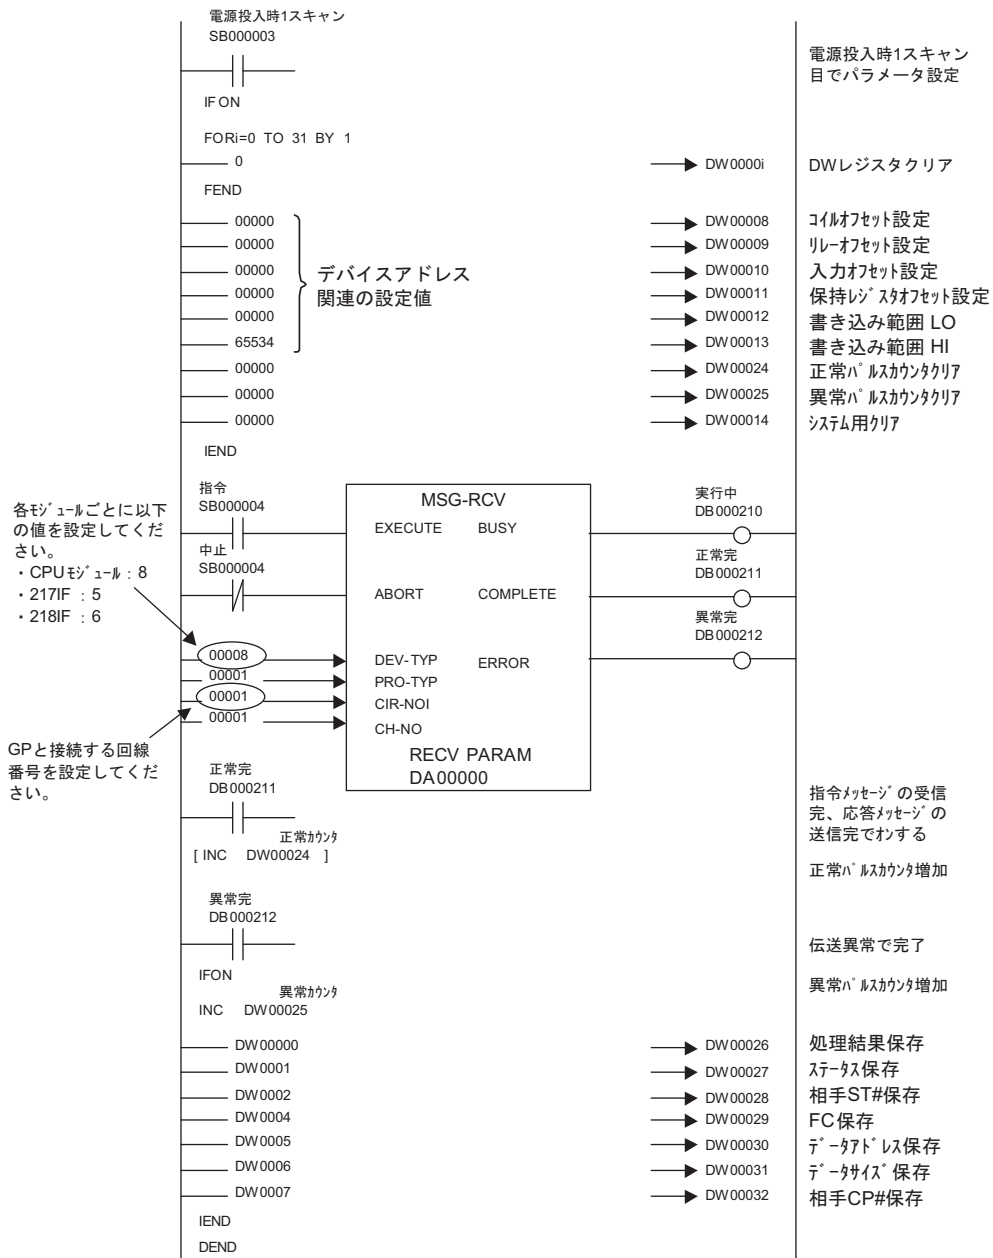 電源投入時1スキャン
SB000003
電源投入時1スキャン
目でパラメータ設定
IFON
FORi=0 TO 31 BY 1
0 DW0000i DWレジスタクリア
FEND
00000 DW00008 ｺｲﾙｵﾌｾｯﾄ設定
00000 DW00009 ﾘﾚｰｵﾌｾｯﾄ設定
00000 DW00010 入力ｵﾌｾｯﾄ設定
00000 DW00011 保持ﾚｼﾞｽﾀｵﾌｾｯﾄ設定
00000 DW00012 書き込み範囲 LO
65534 DW00013 書き込み範囲 HI
デバイスアドレス
関連の設定値
00000 DW00024 正常ﾊﾟﾙｽｶｳﾝﾀｸﾘｱ
00000 DW00025 異常ﾊﾟﾙｽｶｳﾝﾀｸﾘｱ
00000 DW00014 ｼｽﾃﾑ用ｸﾘｱ
IEND
各ﾓｼﾞｭｰﾙごとに以下
の値を設定してくだ
さい。
・CPUﾓｼﾞｭｰﾙ：8
・217IF ：5
・218IF ：6
指令
SB000004
中止
SB000004
00008
00001
00001
00001
GPと接続する回線
番号を設定してくだ
さい。
MSG-RCV
EXECUTE BUSY
ABORT COMPLETE
DEV-TYP ERROR
PRO-TYP
CIR-NOI
CH-NO
RECV PARAM
DA00000
実行中
DB000210
正常完
DB000211
異常完
DB000212
正常完
DB000211
指令ﾒｯｾｰｼﾞの受信
完、応答ﾒｯｾｰｼﾞの
送信完でオンする
正常ｶｳﾝﾀ
[ INC DW00024 ]
正常ﾊﾟﾙｽｶｳﾝﾀ増加
異常完
DB000212
伝送異常で完了
IFON
異常ｶｳﾝﾀ
INC DW00025
異常ﾊﾟﾙｽｶｳﾝﾀ増加
DW00000 DW00026 処理結果保存
DW0001 DW00027 ｽﾃｰﾀｽ保存
DW0002 DW00028 相手ST#保存
DW0004 DW00029 FC保存
DW0005 DW00030 ﾃﾞｰﾀｱﾄﾞﾚｽ保存
DW0006 DW00031 ﾃﾞｰﾀｻｲｽﾞ保存
DW0007 DW00032 相手CP#保存
IEND
DEND